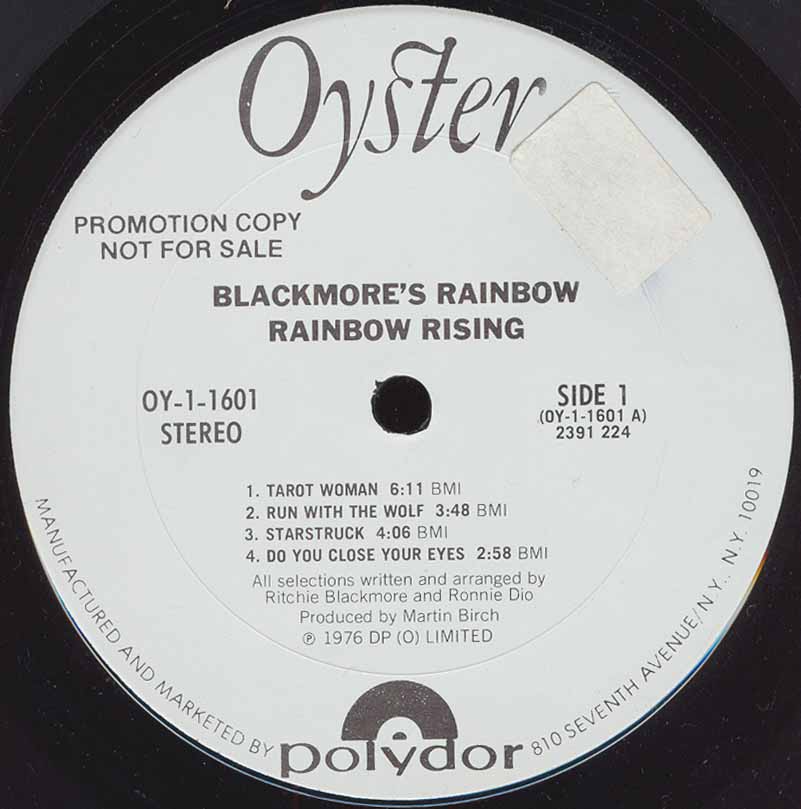 Oyster
PROMOTION COPY
NOT FOR SALE
BLACKMORE'S RAINBOW
RAINBOW RISING
OY-1-1601
STEREO
SIDE 1
(OY-1-1601 A)
2391 224
1. TAROT WOMAN 6:11 BMI
2. RUN WITH THE WOLF 3:48 BMI
3. STARSTRUCK 4:06 BMI
4. DO YOU CLOSE YOUR EYES 2:58 BMI
All selections written and arranged by
Ritchie Blackmore and Ronnie Dio
Produced by Martin Birch
℗ 1976 DP (O) LIMITED
MANUFACTURED AND MARKETED BY polydor 810 SEVENTH AVENUE/N.Y., N.Y. 10019